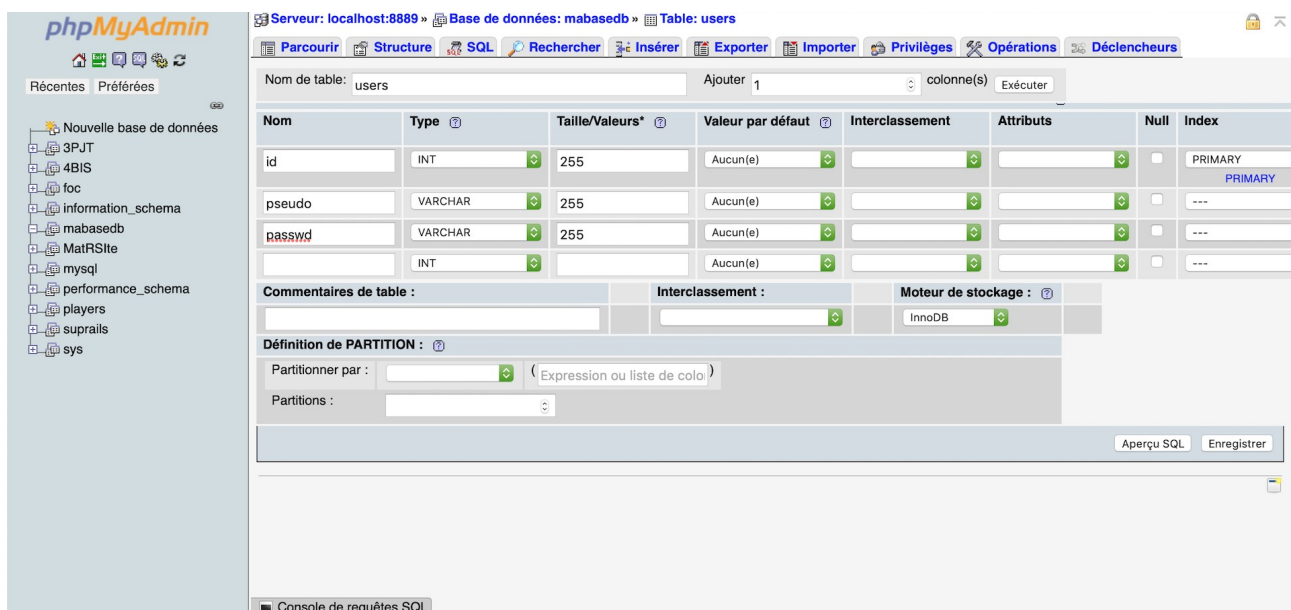 phpMyAdmin
Récentes Préférées
Nouvelle base de données
3PJT
4BIS
foc
information_schema
mabasedb
MatRSIte
mysql
performance_schema
players
suprails
sys
Serveur: localhost:8889 » Base de données: mabasedb » Table: users
Parcourir Structure SQL Rechercher Insérer Exporter Importer Privilèges Opérations Déclencheurs
Nom de table: users Ajouter 1 colonne(s) Exécuter
Nom Type Taille/Valeurs* Valeur par défaut Interclassement Attributs Null Index
id INT 255 Aucun(e) PRIMARY
PRIMARY
pseudo VARCHAR 255 Aucun(e) ---
passwd VARCHAR 255 Aucun(e) ---
INT Aucun(e) ---
Commentaires de table : Interclassement : Moteur de stockage :
InnoDB
Définition de PARTITION :
Partitionner par : ( Expression ou liste de colo )
Partitions :
Aperçu SQL Enregistrer
Console de requêtes SQL